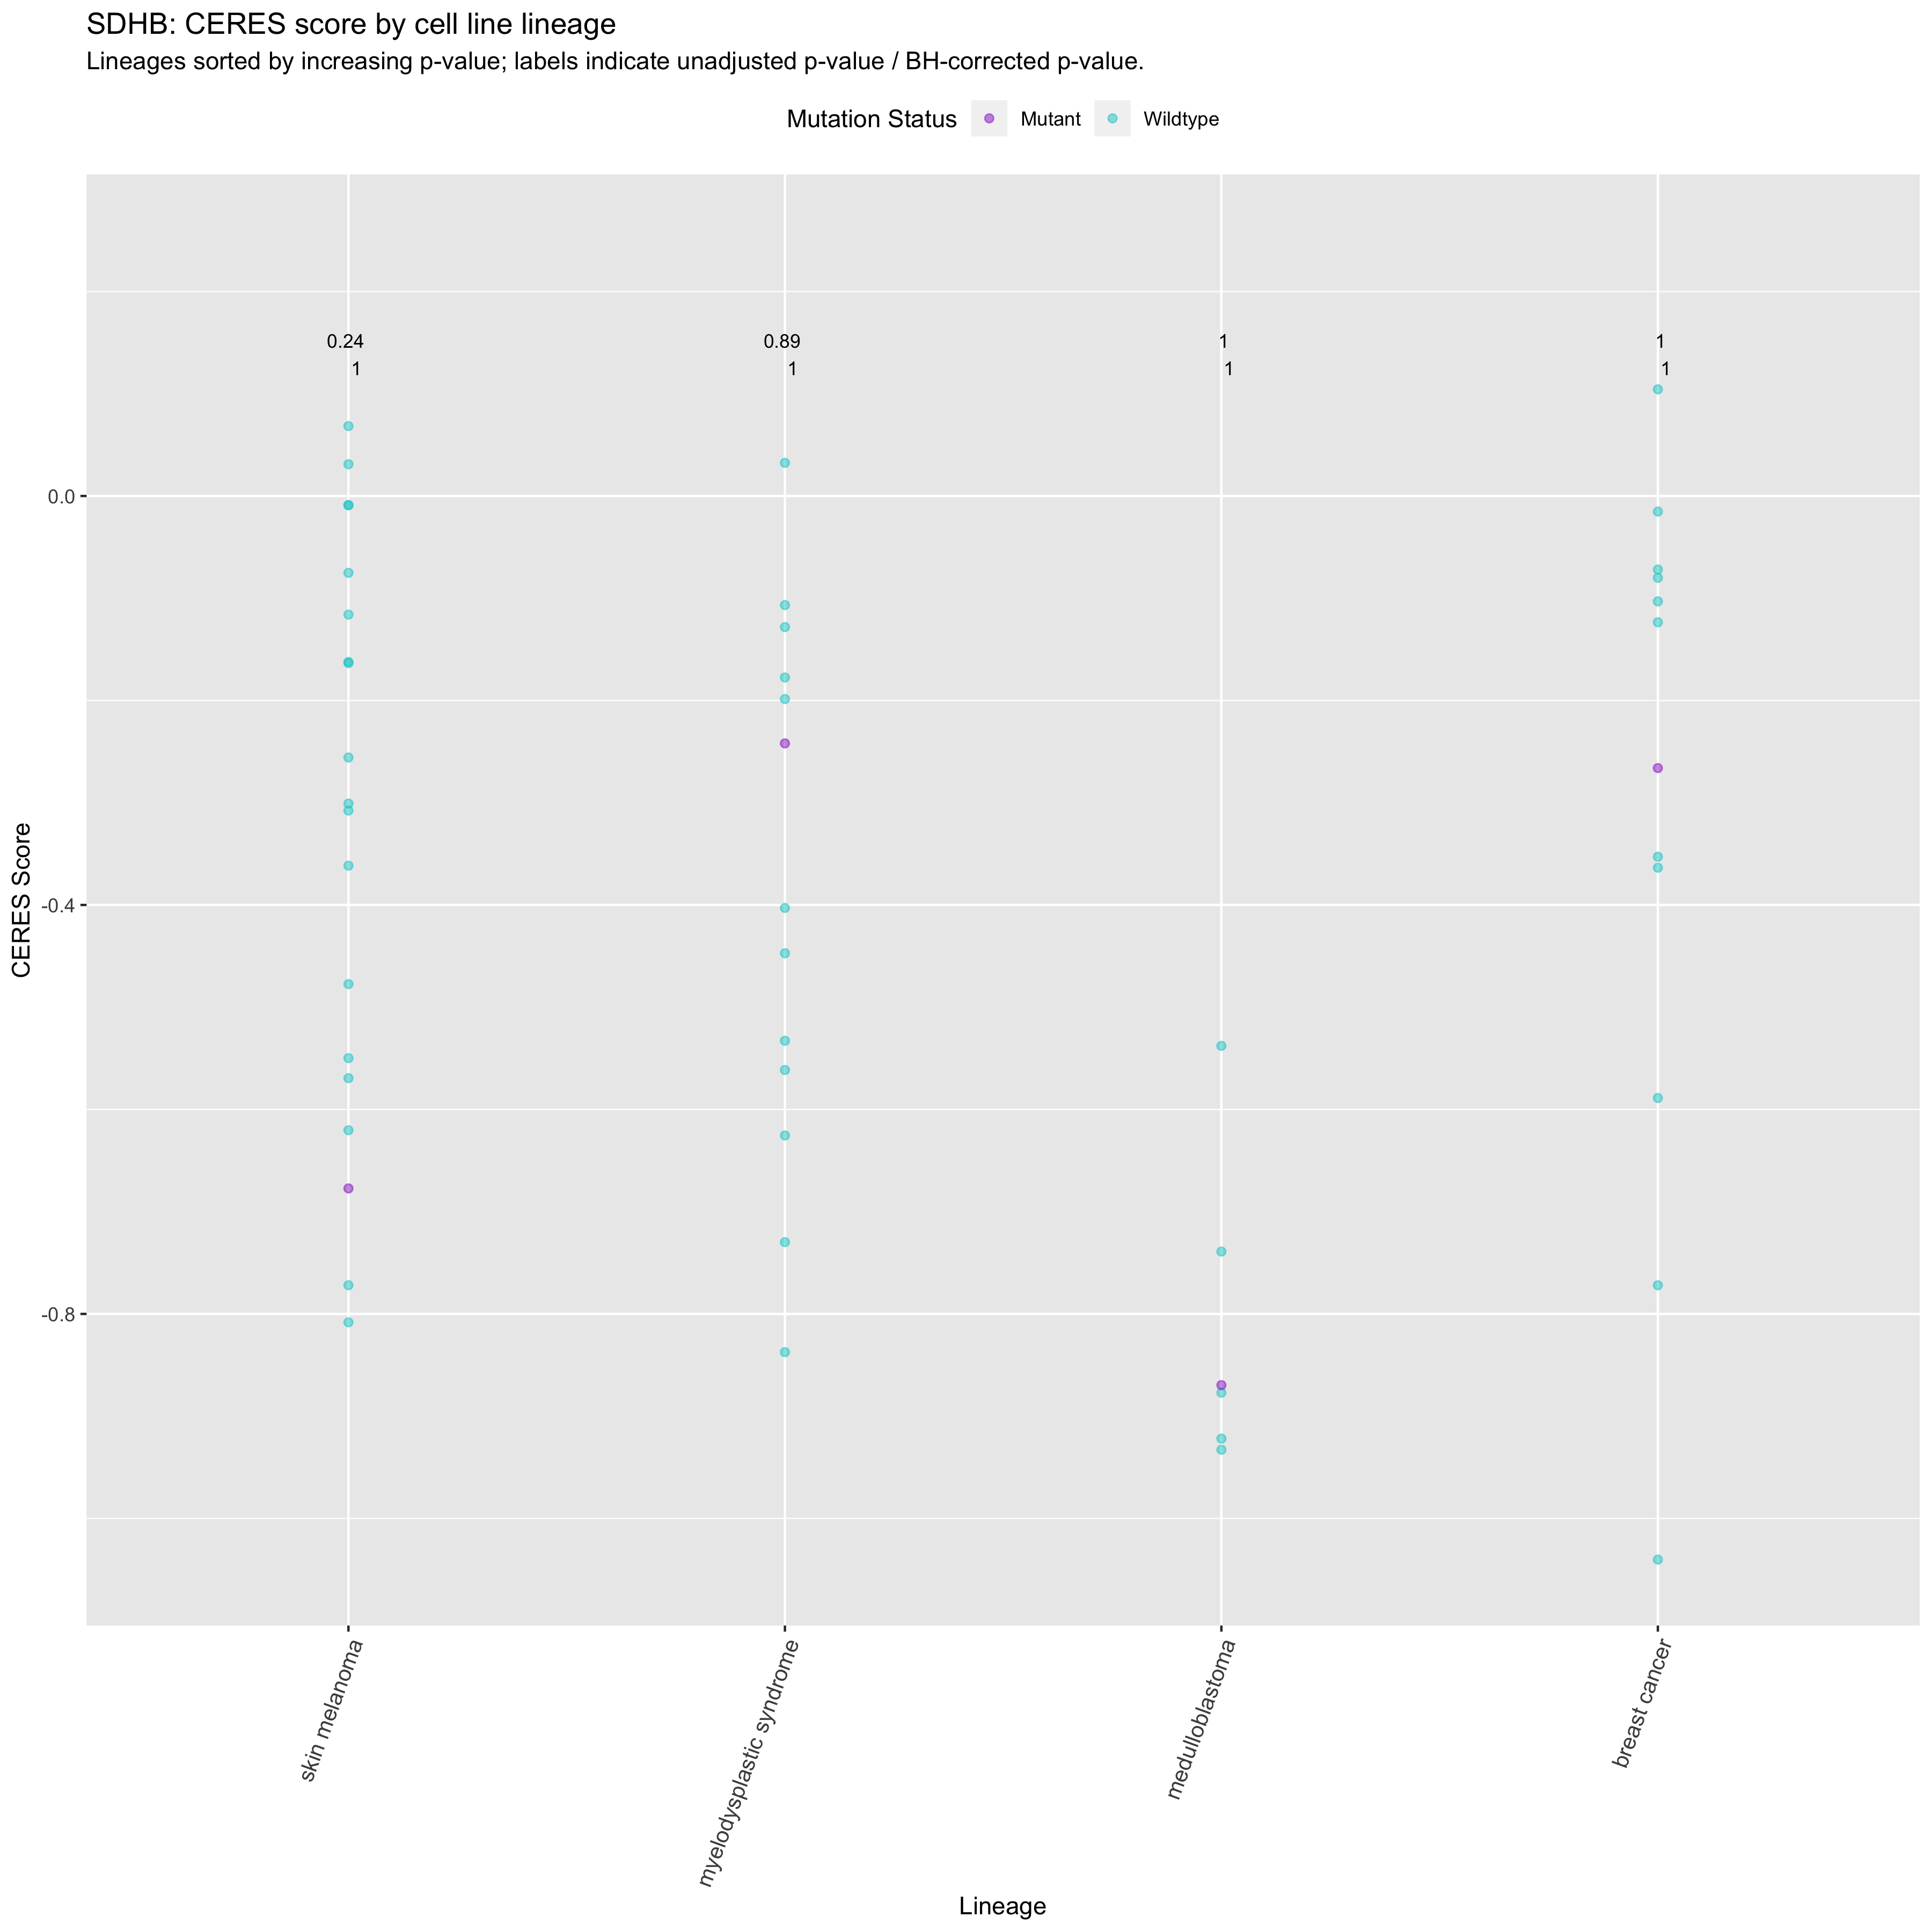 SDHB: CERES score by cell line lineage
Lineages sorted by increasing p-value; labels indicate unadjusted p-value / BH-corrected p-value.
Mutation Status Mutant Wildtype
0.24 0.89 1 1
1 1 1 1
0.0
-0.4
-0.8
CERES Score
skin melanoma
myelodysplastic syndrome
medulloblastoma
breast cancer
Lineage